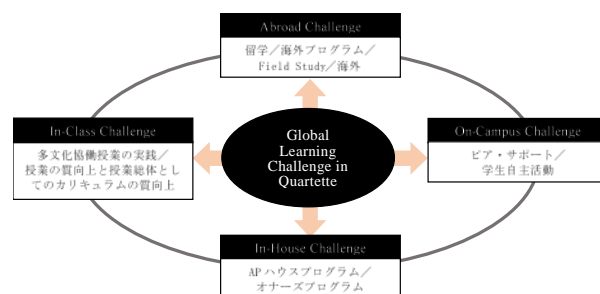 Abroad Challenge
留学／海外プログラム／
Field Study／海外
In-Class Challenge
多文化協働授業の実践／
授業の質向上と授業総体とし
てのカリキュラムの質向上
Global
Learning
Challenge in
Quartette
On-Campus Challenge
ピア・サポート／
学生自主活動
In-House Challenge
APハウスプログラム／
オナーズプログラム